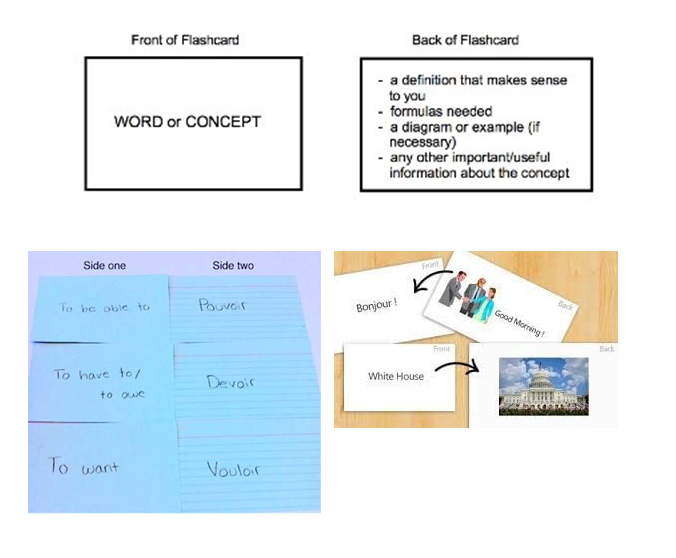 Front of Flashcard
WORD or CONCEPT
Back of Flashcard
- a definition that makes sense
to you
- formulas needed
- a diagram or example (if
necessary)
- any other important/useful
information about the concept
Side one
Side two
To be able to
Pouvoir
To have to/
to owe
Devoir
To want
Vouloir
Front
Bonjour !
Back
Good Morning !
Front
White House
Back